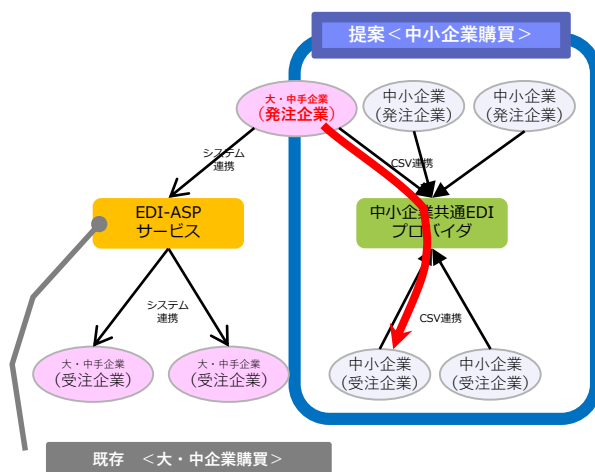 提案＜中小企業購買＞
大・中手企業
（発注企業）
中小企業
（発注企業）
中小企業
（発注企業）
システム
連携
CSV連携
EDI-ASP
サービス
中小企業共通EDI
プロバイダ
システム
連携
CSV連携
大・中手企業
（受注企業）
大・中手企業
（受注企業）
中小企業
（受注企業）
中小企業
（受注企業）
既存　＜大・中企業購買＞